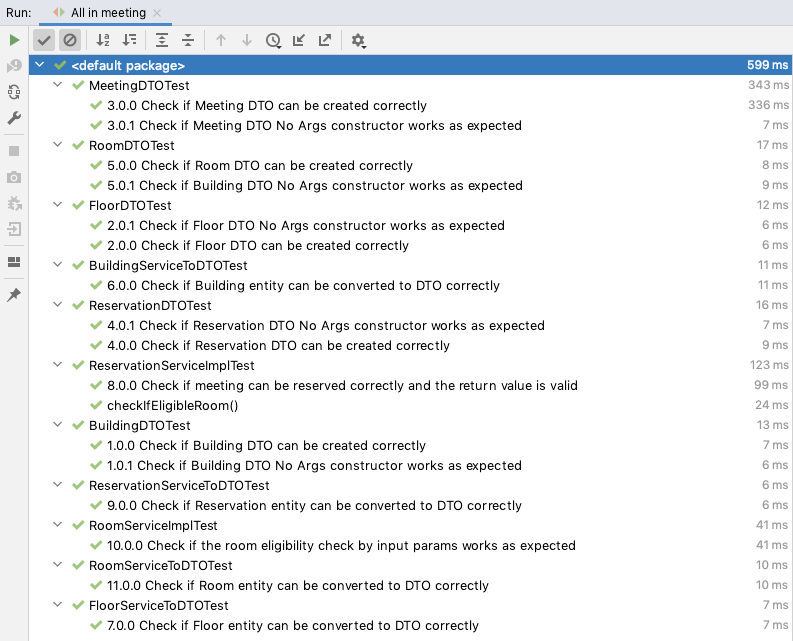 Run: All in meeting
<default package> 599 ms
MeetingDTOTest 343 ms
3.0.0 Check if Meeting DTO can be created correctly 336 ms
3.0.1 Check if Meeting DTO No Args constructor works as expected 7 ms
RoomDTOTest 17 ms
5.0.0 Check if Room DTO can be created correctly 8 ms
5.0.1 Check if Building DTO No Args constructor works as expected 9 ms
FloorDTOTest 12 ms
2.0.1 Check if Floor DTO No Args constructor works as expected 6 ms
2.0.0 Check if Floor DTO can be created correctly 6 ms
BuildingServiceToDTOTest 11 ms
6.0.0 Check if Building entity can be converted to DTO correctly 11 ms
ReservationDTOTest 16 ms
4.0.1 Check if Reservation DTO No Args constructor works as expected 7 ms
4.0.0 Check if Reservation DTO can be created correctly 9 ms
ReservationServiceImplTest 123 ms
8.0.0 Check if meeting can be reserved correctly and the return value is valid 99 ms
checkIfEligibleRoom() 24 ms
BuildingDTOTest 13 ms
1.0.0 Check if Building DTO can be created correctly 7 ms
1.0.1 Check if Building DTO No Args constructor works as expected 6 ms
ReservationServiceToDTOTest 6 ms
9.0.0 Check if Reservation entity can be converted to DTO correctly 6 ms
RoomServiceImplTest 41 ms
10.0.0 Check if the room eligibility check by input params works as expected 41 ms
RoomServiceToDTOTest 10 ms
11.0.0 Check if Room entity can be converted to DTO correctly 10 ms
FloorServiceToDTOTest 7 ms
7.0.0 Check if Floor entity can be converted to DTO correctly 7 ms